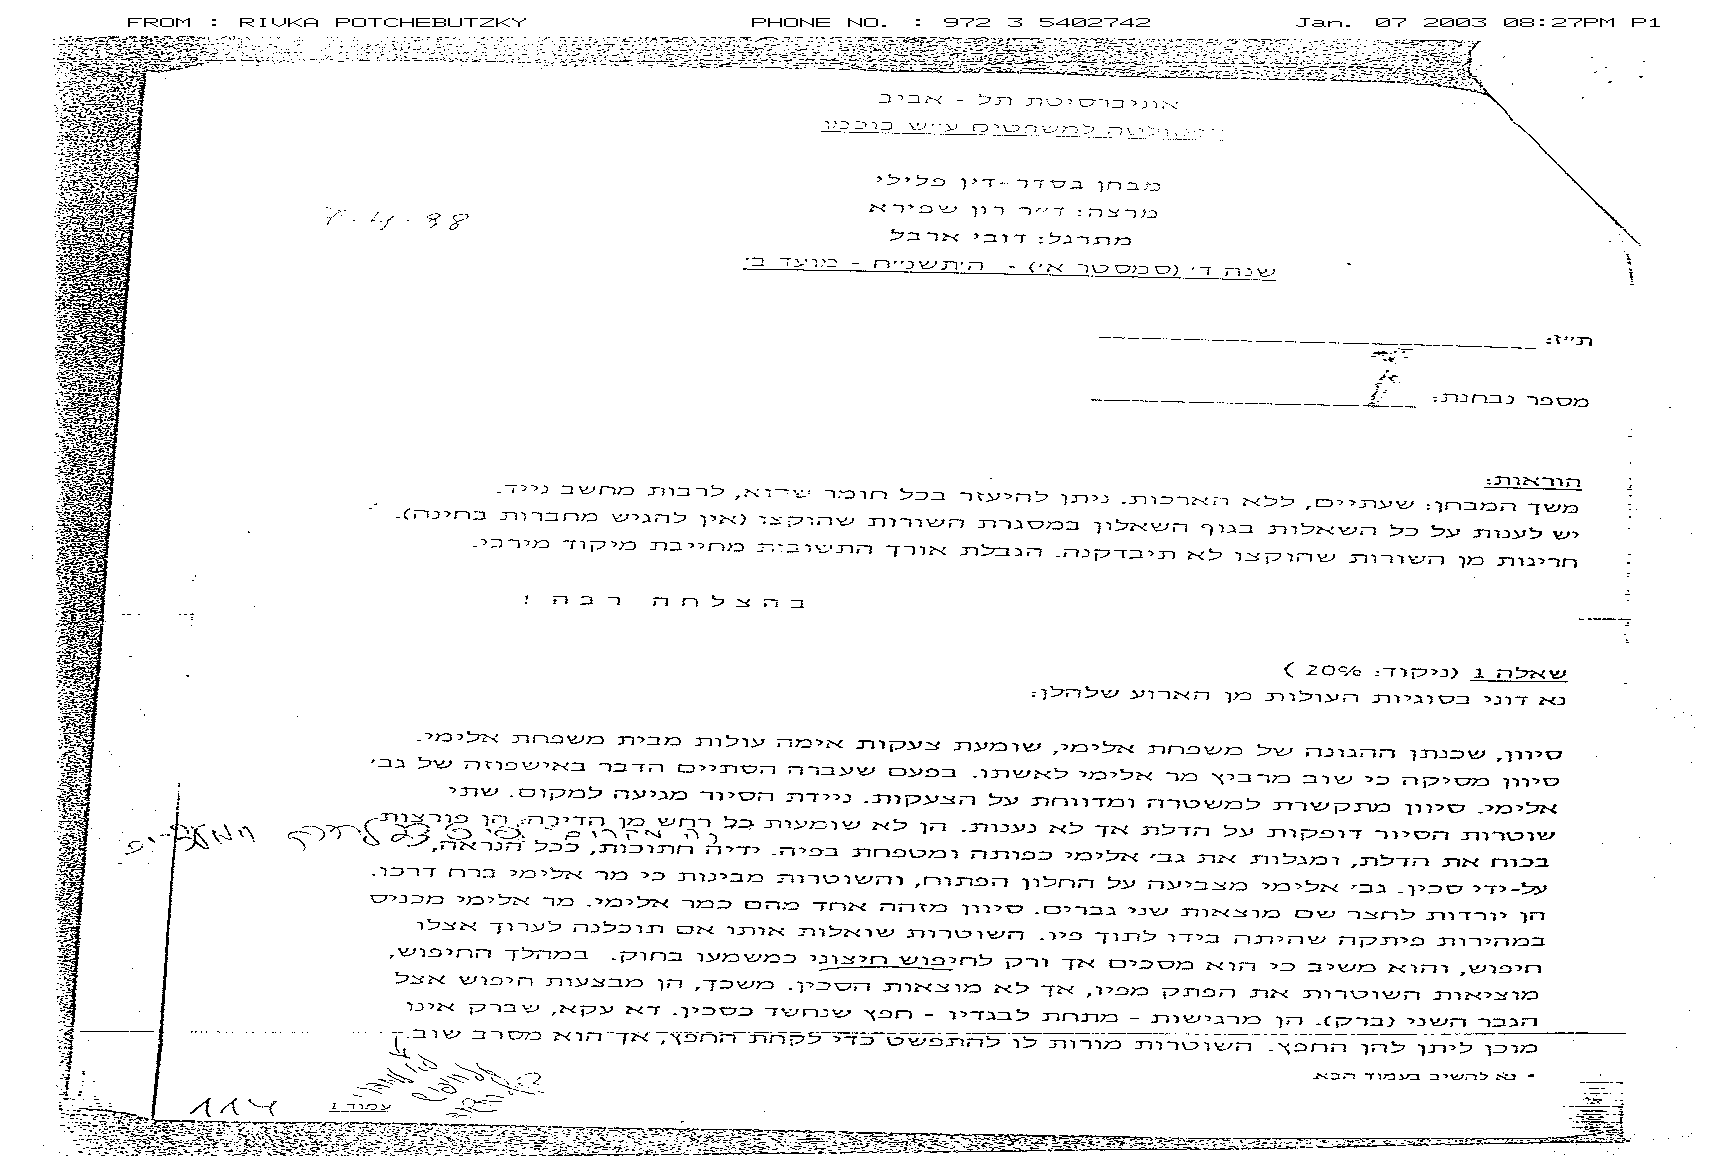 FROM : RIVKA POTCHEBUTZKY PHONE NO. : 972 3 5402742 Jan. 07 2003 08:27PM P1
אוניברסיטת תל - אביב
למשפטים ע״ש בוכמן
מבחן בסדר-דין פלילי
מרצה: ד״ר רון שפירא
מתרגל: דובי ארבל
שנה ד׳ (סמסטר א׳) - היתשנ״ח - מועד ב׳
ת״ז:
מספר נבחנת:
הוראות:
משך המבחן: שעתיים, ללא הארכות. ניתן להיעזר בכל חומר שהוא, לרבות מחשב נייד.
יש לענות על כל השאלות בגוף השאלון במסגרת השורות שהוקצו (אין להגיש מחברות בחינה).
חריגות מן השורות שהוקצו לא תיבדקנה. הגבלת אורך התשובות מחייבת מיקוד מירבי.
בהצלחה רבה !
שאלה 1 (ניקוד: 20% )
נא דוני בסוגיות העולות מן הארוע שלהלן:
סיוון, שכנתן ההגונה של משפחת אלימי, שומעת צעקות אימה עולות מבית משפחת אלימי.
סיוון מסיקה כי שוב מרביץ מר אלימי לאשתו. בפעם שעברה הסתיים הדבר באישפוזה של גב׳
אלימי. סיוון מתקשרת למשטרה ומדווחת על הצעקות. ניידת הסיור מגיעה למקום. שתי
שוטרות הסיור דופקות על הדלת אך לא נענות. הן לא שומעות כל רחש מן הדירה. הן פורצות
בכוח את הדלת, ומגלות את גב׳ אלימי כפותה ומטפחת בפיה. ידיה חתוכות, ככל הנראה,
על-ידי סכין. גב׳ אלימי מצביעה על החלון הפתוח, והשוטרות מבינות כי מר אלימי ברח דרכו.
הן יורדות לחצר שם מוצאות שני גברים. סיוון מזהה אחד מהם כמר אלימי. מר אלימי מכניס
במהירות פיתקה שהיתה בידו לתוך פיו. השוטרות שואלות אותו אם תוכלנה לערוך אצלו
חיפוש, והוא משיב כי הוא מסכים אך ורק לחיפוש חיצוני כמשמעו בחוק. במהלך החיפוש,
מוציאות השוטרות את הפתק מפיו, אך לא מוצאות הסכין. משכך, הן מבצעות חיפוש אצל
הגבר השני (ברק). הן מרגישות - מתחת לבגדיו - חפץ שנחשד כסכין. דא עקא, שברק אינו
מוכן ליתן להן החפץ. השוטרות מורות לו להתפשט כדי לקחת החפץ, אך הוא מסרב שוב.
* נא להשיב בעמוד הבא
עמוד 1
114